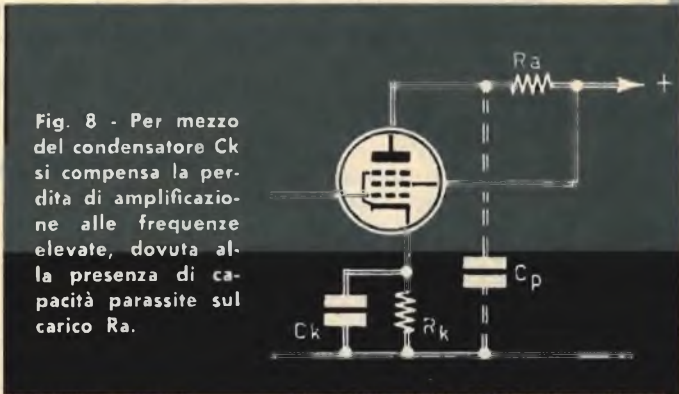 Fig. 8 - Per mezzo
del condensatore Ck
si compensa la per-
dita di amplificazio-
ne alle frequenze
elevate, dovuta al-
la presenza di ca-
pacità parassite sul
carico Ra.
Ra
+
Cp
Ck
Rk